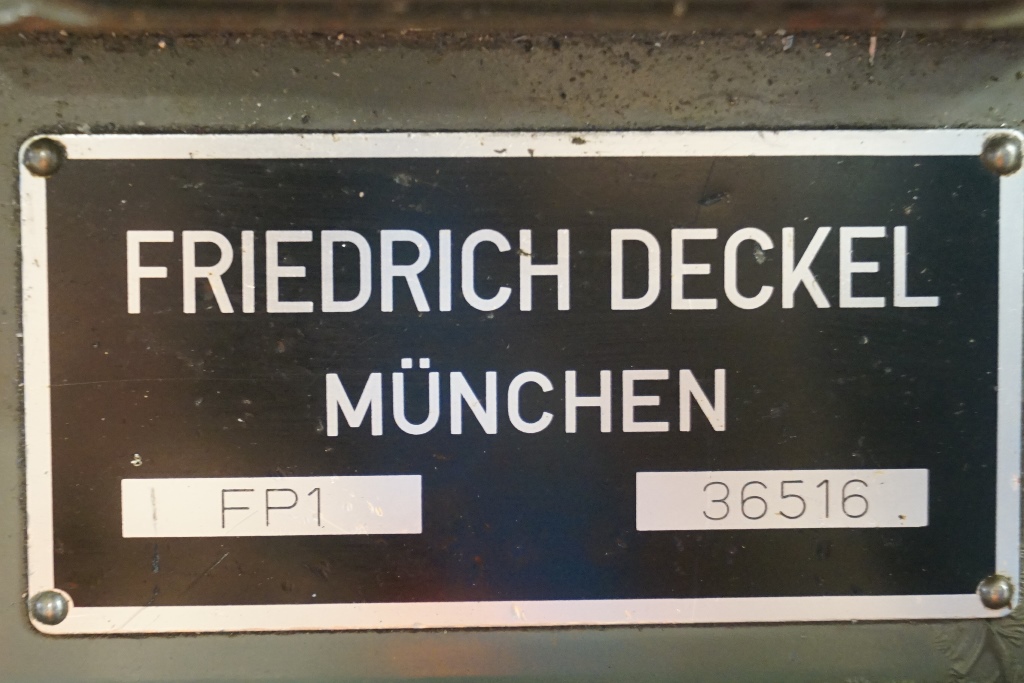 FRIEDRICH DECKEL
MÜNCHEN
FP1 36516